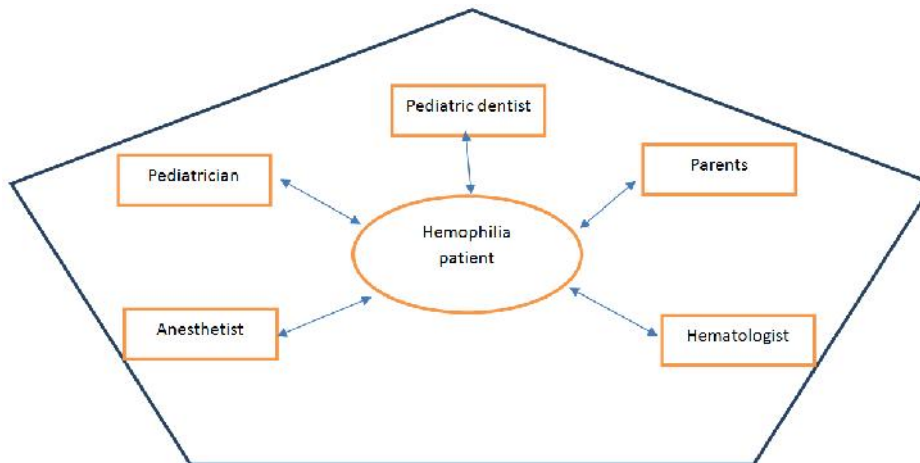 Pediatric dentist
Pediatrician
Parents
Hemophilia
patient
Anesthetist
Hematologist